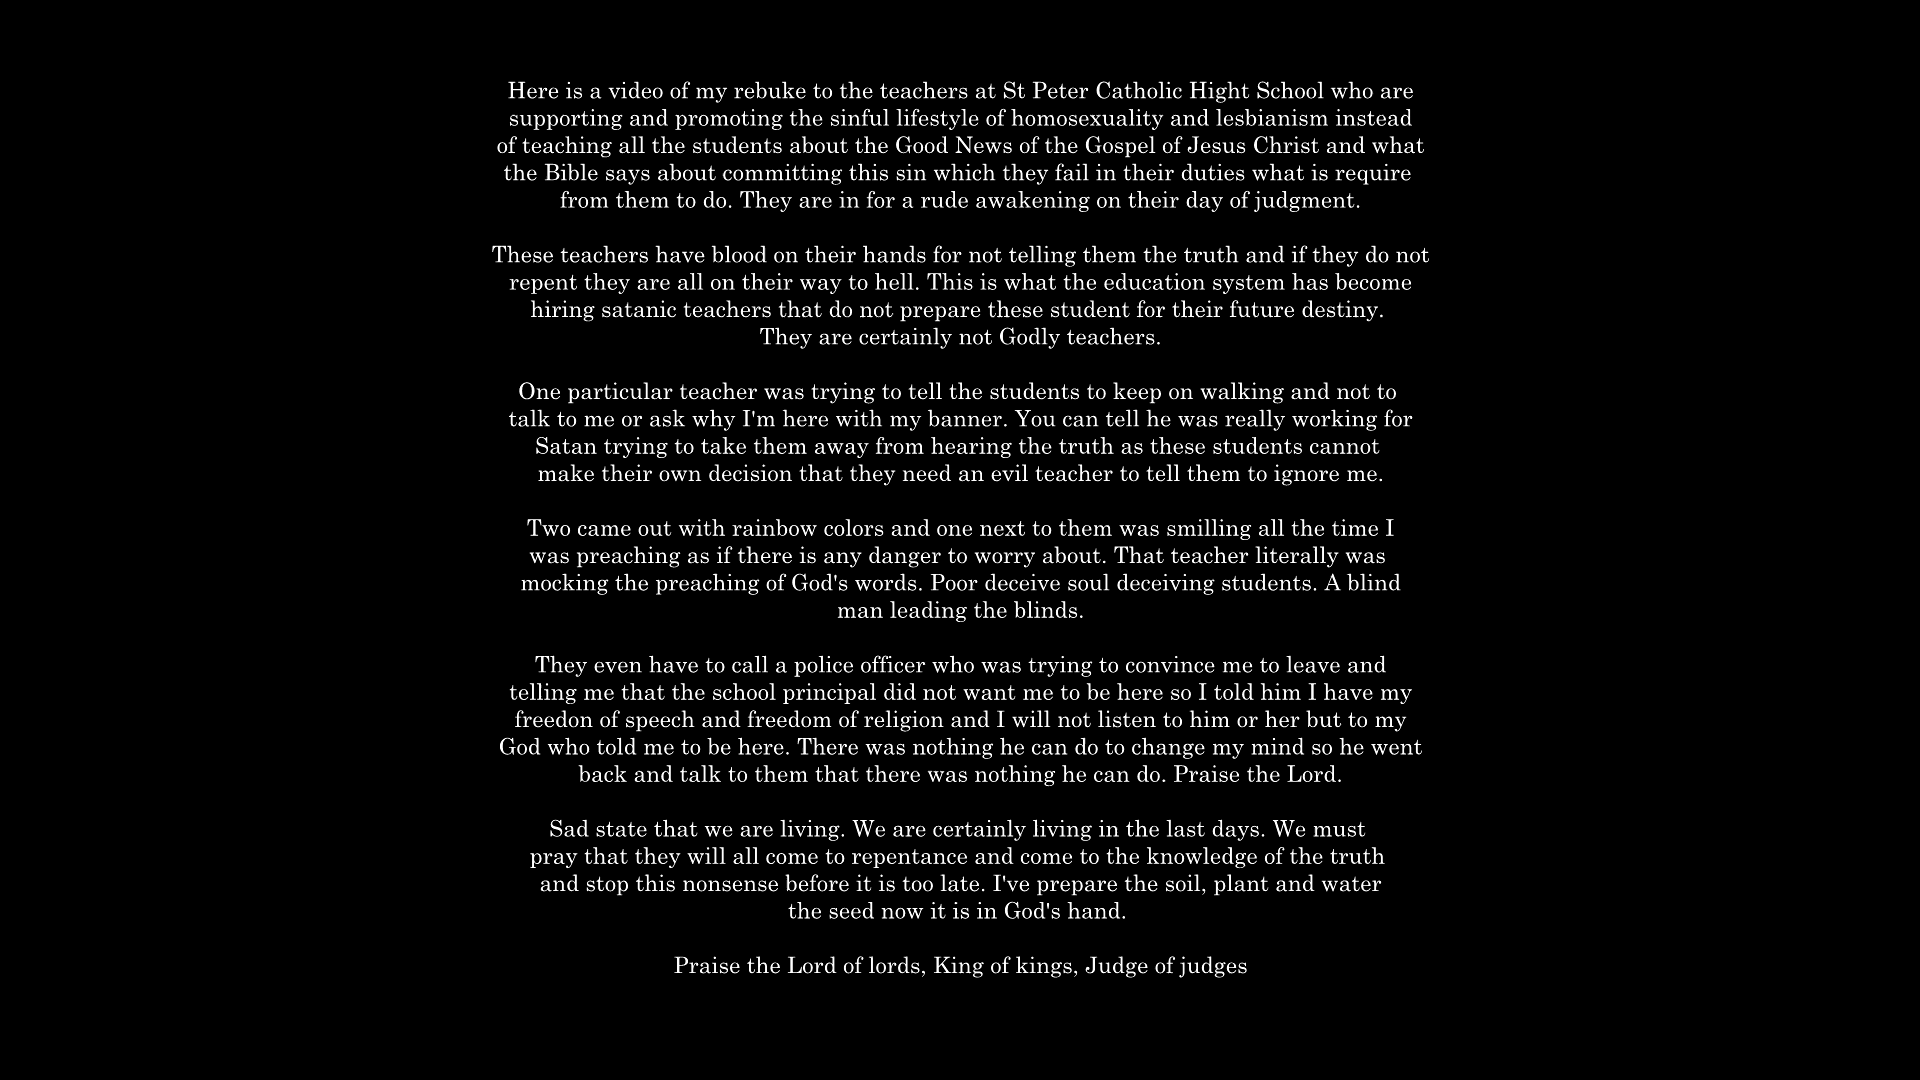 Here is a video of my rebuke to the teachers at St Peter Catholic Hight School who are
supporting and promoting the sinful lifestyle of homosexuality and lesbianism instead
of teaching all the students about the Good News of the Gospel of Jesus Christ and what
the Bible says about committing this sin which they fail in their duties what is require
from them to do. They are in for a rude awakening on their day of judgment.
These teachers have blood on their hands for not telling them the truth and if they do not
repent they are all on their way to hell. This is what the education system has become
hiring satanic teachers that do not prepare these student for their future destiny.
They are certainly not Godly teachers.
One particular teacher was trying to tell the students to keep on walking and not to
talk to me or ask why I'm here with my banner. You can tell he was really working for
Satan trying to take them away from hearing the truth as these students cannot
make their own decision that they need an evil teacher to tell them to ignore me.
Two came out with rainbow colors and one next to them was smilling all the time I
was preaching as if there is any danger to worry about. That teacher literally was
mocking the preaching of God's words. Poor deceive soul deceiving students. A blind
man leading the blinds.
They even have to call a police officer who was trying to convince me to leave and
telling me that the school principal did not want me to be here so I told him I have my
freedon of speech and freedom of religion and I will not listen to him or her but to my
God who told me to be here. There was nothing he can do to change my mind so he went
back and talk to them that there was nothing he can do. Praise the Lord.
Sad state that we are living. We are certainly living in the last days. We must
pray that they will all come to repentance and come to the knowledge of the truth
and stop this nonsense before it is too late. I've prepare the soil, plant and water
the seed now it is in God's hand.
Praise the Lord of lords, King of kings, Judge of judges